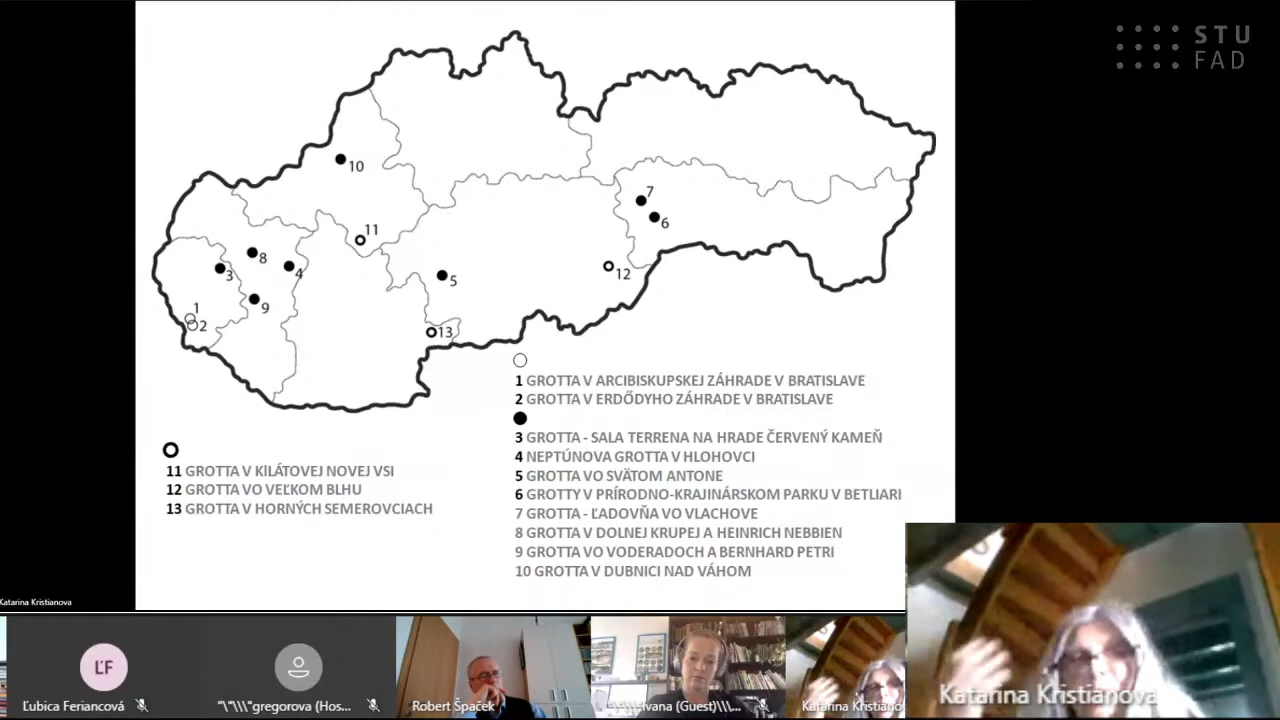 STU
FAD
10
7
6
11
8
3
4
12
5
9
1
2
13
1 GROTTA V ARCIBISKUPSKEJ ZÁHRADE V BRATISLAVE
2 GROTTA V ERDŐDYHO ZÁHRADE V BRATISLAVE
3 GROTTA - SALA TERRENA NA HRADE ČERVENÝ KAMEŇ
4 NEPTÚNOVA GROTTA V HLOHOVCI
5 GROTTA VO SVÄTOM ANTONE
6 GROTTY V PRÍRODNO-KRAJINÁRSKOM PARKU V BETLIARI
7 GROTTA - ĽADOVŇA VO VLACHOVE
8 GROTTA V DOLNEJ KRUPEJ A HEINRICH NEBBIEN
9 GROTTA VO VODERADOCH A BERNHARD PETRI
10 GROTTA V DUBNICI NAD VÁHOM
11 GROTTA V KILÁTOVEJ NOVEJ VSI
12 GROTTA VO VEĽKOM BLHU
13 GROTTA V HORNÝCH SEMEROVCIACH
Katarina Kristianova
ĽF
Ľubica Feriancová
"\"\\\"gregorova (Hos...
Robert Špaček
ivana (Guest)\\\...
Katarina Kristiano
Katarina Kristianova